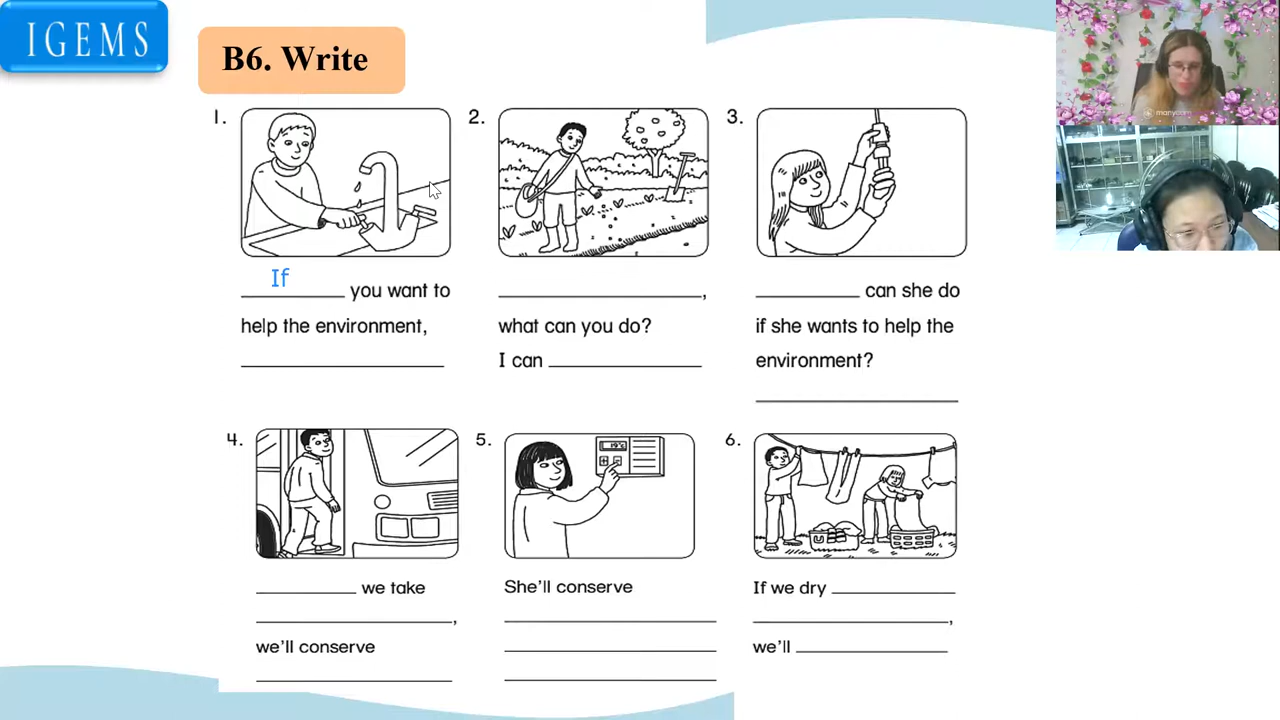 IGEMS
B6. Write
1.
2.
3.
If you want to
help the environment,
,
what can you do?
I can
can she do
if she wants to help the
environment?
4.
5.
6.
19°c
we take
,
we'll conserve
She'll conserve
If we dry
,
we'll
manycam